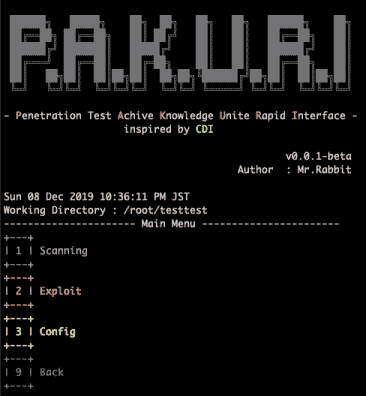 P.A.K.U.R.I
- Penetration Test Achive Knowledge Unite Rapid Interface -
inspired by CDI
v0.0.1-beta
Author : Mr.Rabbit
Sun 08 Dec 2019 10:36:11 PM JST
Working Directory : /root/testtest
---------------------- Main Menu -----------------------
+---+
| 1 | Scanning
+---+
+---+
| 2 | Exploit
+---+
+---+
| 3 | Config
+---+
+---+
| 9 | Back
+---+